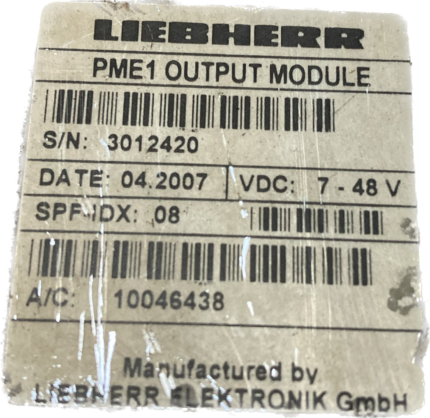 LIEBHERR
PME1 OUTPUT MODULE
S/N: 3012420
DATE: 04.2007 VDC: 7 - 48 V
SPF-IDX: 08
A/C: 10046438
Manufactured by
LIEBHERR ELEKTRONIK GmbH